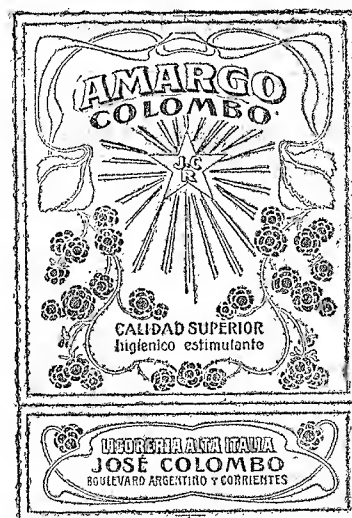 AMARGO
COLOMBO
J.C
R
CALIDAD SUPERIOR
higienico estimulante
LICORERIA ALTA ITALIA
JOSÉ COLOMBO
BOULEVARD ARGENTINO Y CORRIENTES